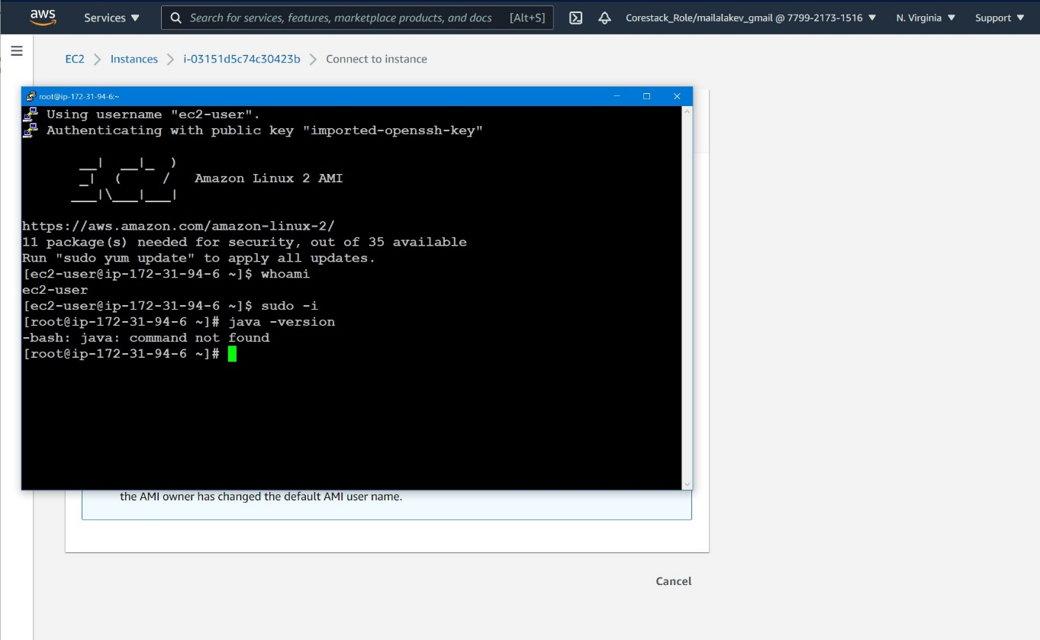 aws
Services ▼
Search for services, features, marketplace products, and docs [Alt+S]
Corestack_Role/mailalakev_gmail @ 7799-2173-1516 ▼
N. Virginia ▼
Support ▼
EC2 > Instances > i-03151d5c74c30423b > Connect to instance
root@ip-172-31-94-6:~
Using username "ec2-user".
Authenticating with public key "imported-openssh-key"
__|  __|_  )
_|  (     /   Amazon Linux 2 AMI
___|\___|___|
https://aws.amazon.com/amazon-linux-2/
11 package(s) needed for security, out of 35 available
Run "sudo yum update" to apply all updates.
[ec2-user@ip-172-31-94-6 ~]$ whoami
ec2-user
[ec2-user@ip-172-31-94-6 ~]$ sudo -i
[root@ip-172-31-94-6 ~]# java -version
-bash: java: command not found
[root@ip-172-31-94-6 ~]#
the AMI owner has changed the default AMI user name.
Cancel